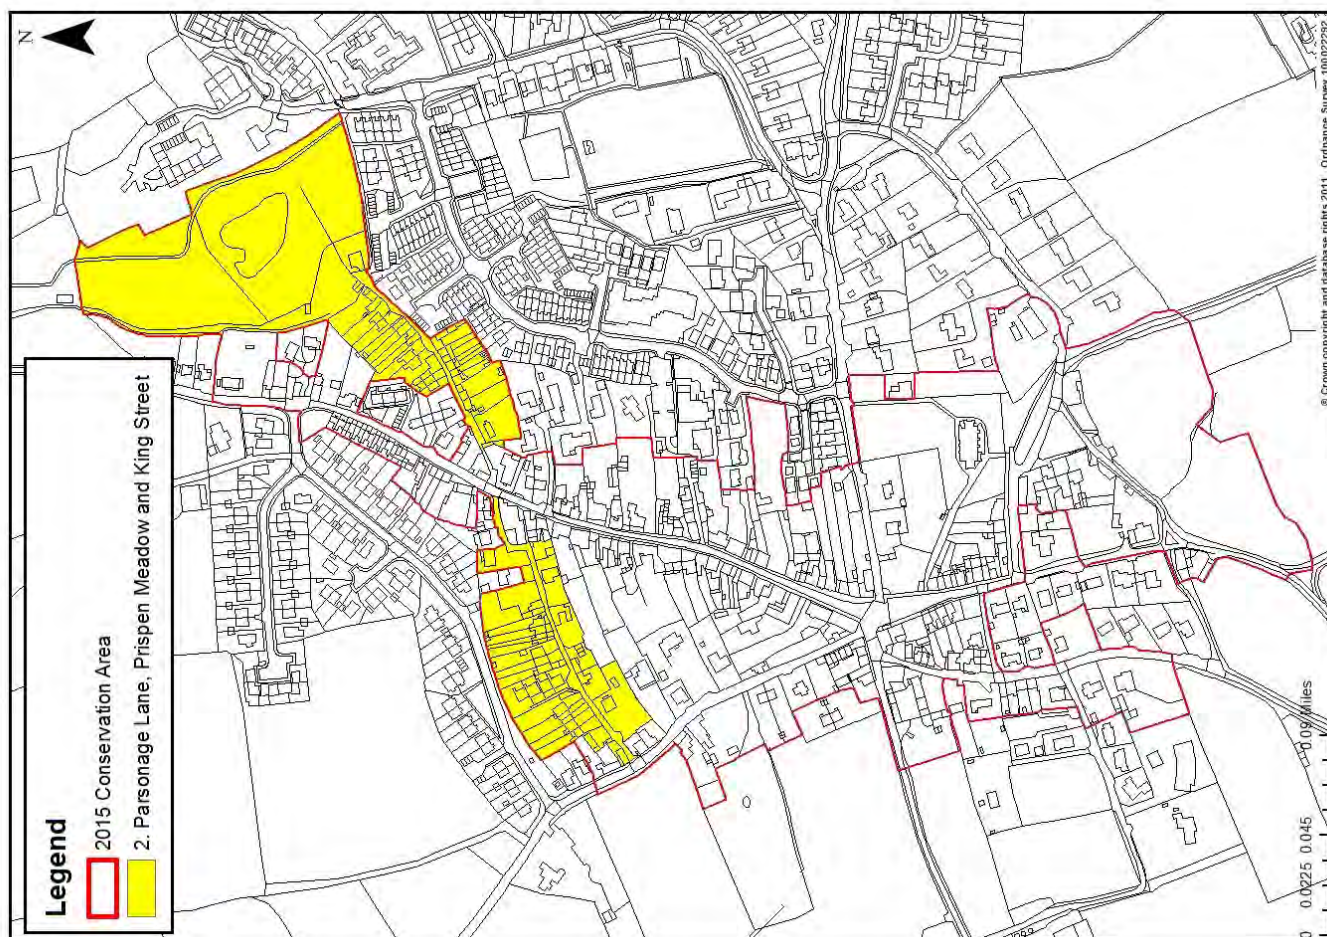 N
Legend
2015 Conservation Area
2. Parsonage Lane, Prispen Meadow and King Street
0 0.0225 0.045 0.09 Miles
© Crown copyright and database rights 2011. Ordnance Survey 100022292